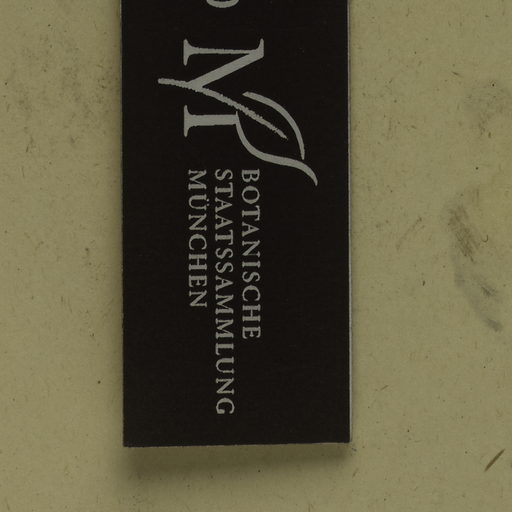 M
BOTANISCHE
STAATSSAMMLUNG
MÜNCHEN